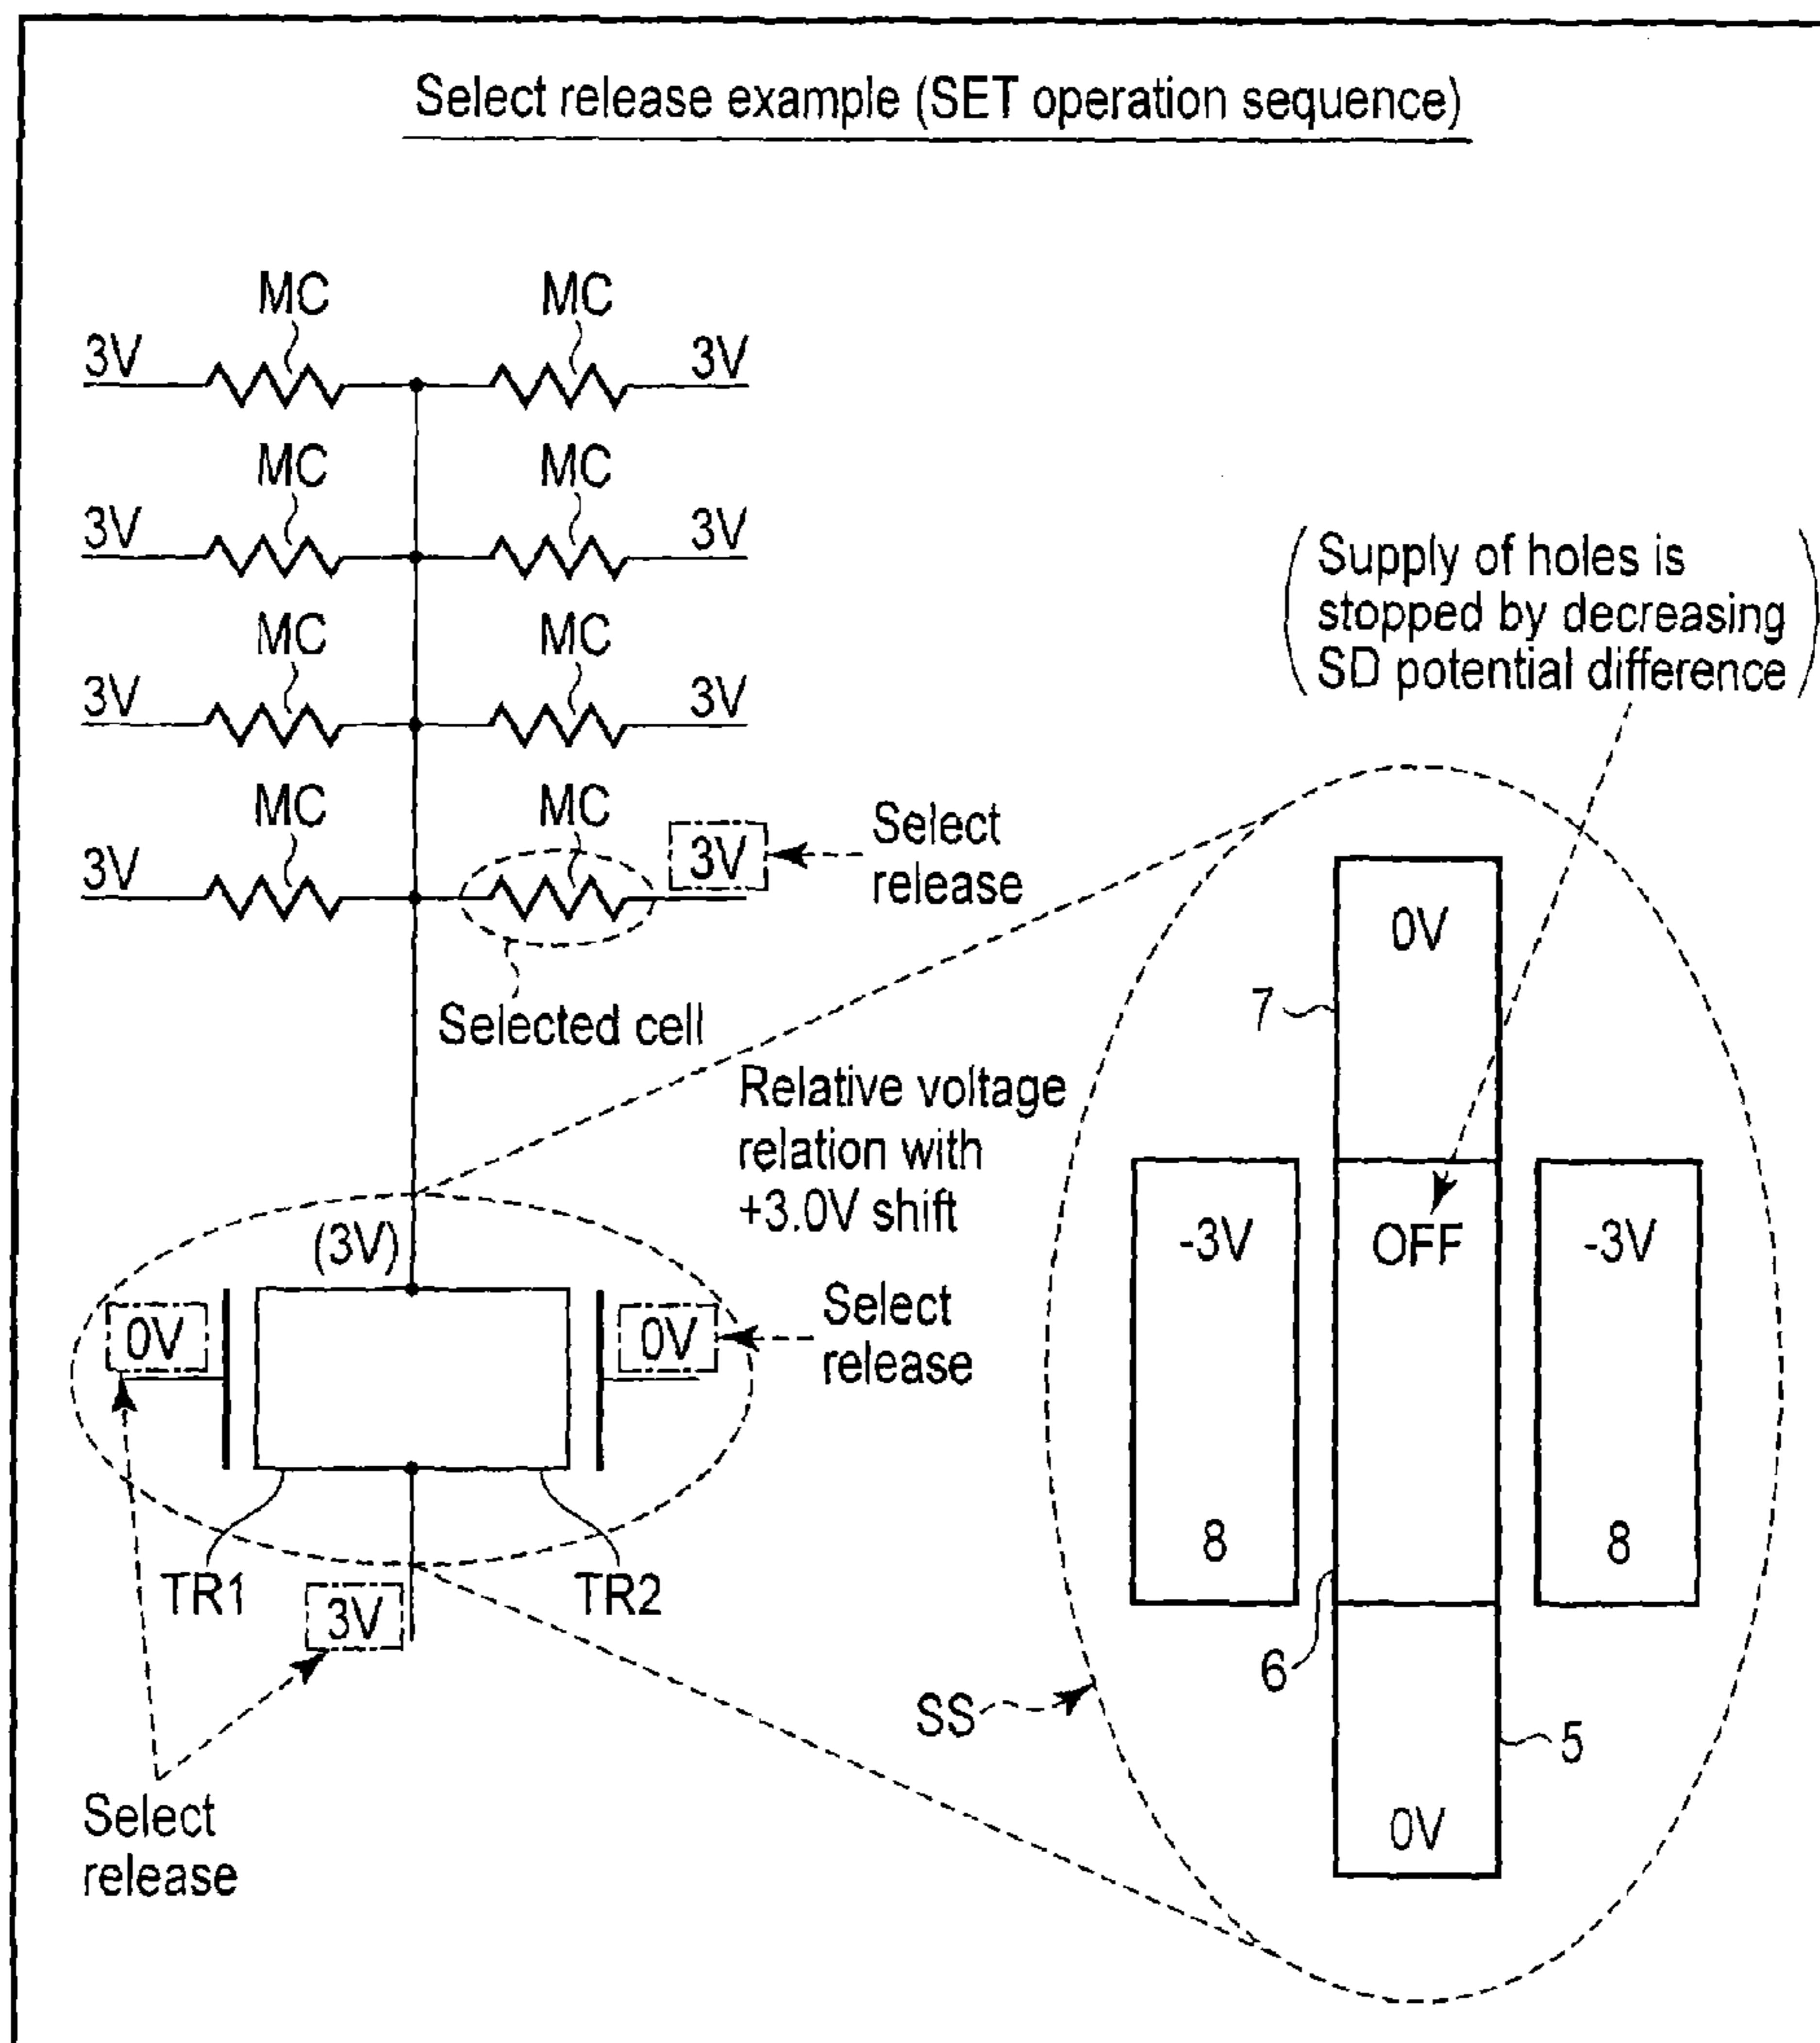 Select release example (SET operation sequence)
MC MC
3V 3V
MC MC
3V 3V
MC MC
3V 3V
MC MC
3V 3V
Select
release
Selected cell
Supply of holes is
stopped by decreasing
SD potential difference
Relative voltage
relation with
+3.0V shift
(3V)
0V 0V
Select
release
TR1 TR2
3V
Select
release
0V
7
-3V OFF -3V
8 8
6
SS
5
0V